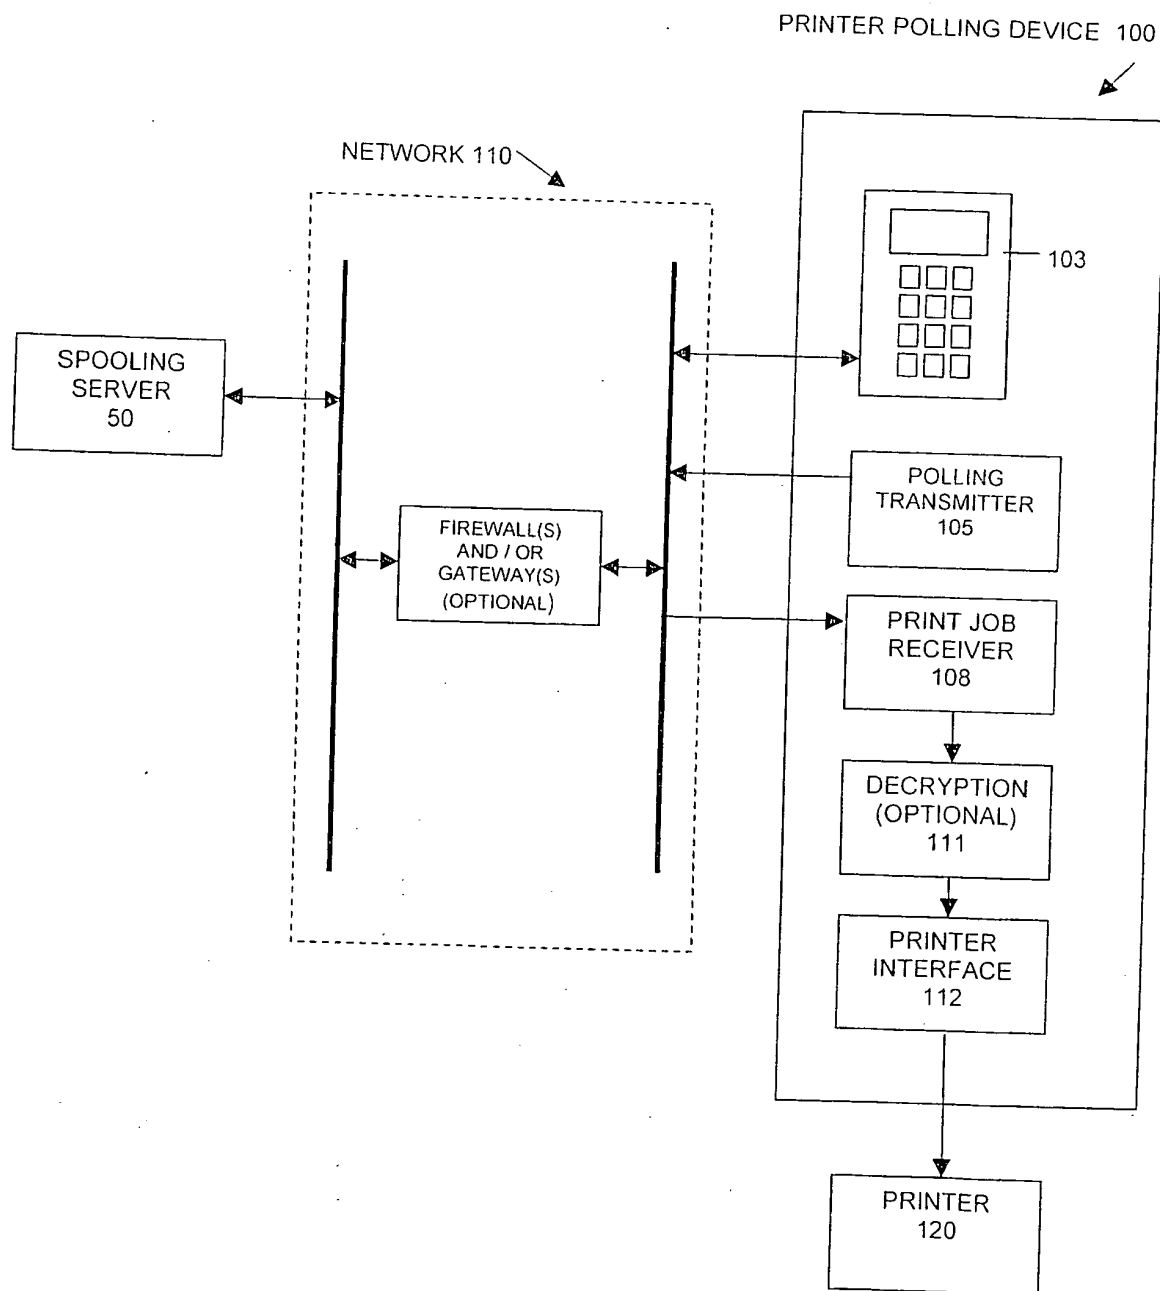 PRINTER POLLING DEVICE 100
NETWORK 110
103
SPOOLING
SERVER
50
POLLING
TRANSMITTER
105
FIREWALL(S)
AND / OR
GATEWAY(S)
(OPTIONAL)
PRINT JOB
RECEIVER
108
DECRYPTION
(OPTIONAL)
111
PRINTER
INTERFACE
112
PRINTER
120